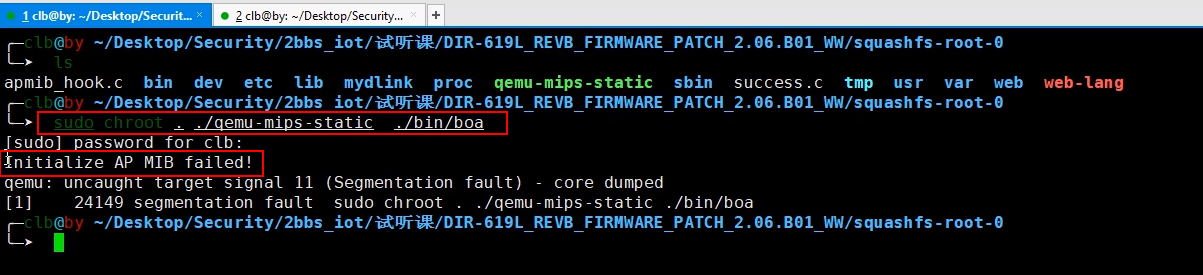 1 clb@by: ~/Desktop/Securit... × 2 clb@by: ~/Desktop/Security... × +
╭─clb@by ~/Desktop/Security/2bbs_iot/试听课/DIR-619L_REVB_FIRMWARE_PATCH_2.06.B01_WW/squashfs-root-0
╰─➤ ls
apmib_hook.c bin dev etc lib mydlink proc qemu-mips-static sbin success.c tmp usr var web web-lang
╭─clb@by ~/Desktop/Security/2bbs_iot/试听课/DIR-619L_REVB_FIRMWARE_PATCH_2.06.B01_WW/squashfs-root-0
╰─➤ sudo chroot . ./qemu-mips-static ./bin/boa
[sudo] password for clb:
Initialize AP MIB failed!
qemu: uncaught target signal 11 (Segmentation fault) - core dumped
[1] 24149 segmentation fault sudo chroot . ./qemu-mips-static ./bin/boa
╭─clb@by ~/Desktop/Security/2bbs_iot/试听课/DIR-619L_REVB_FIRMWARE_PATCH_2.06.B01_WW/squashfs-root-0
╰─➤